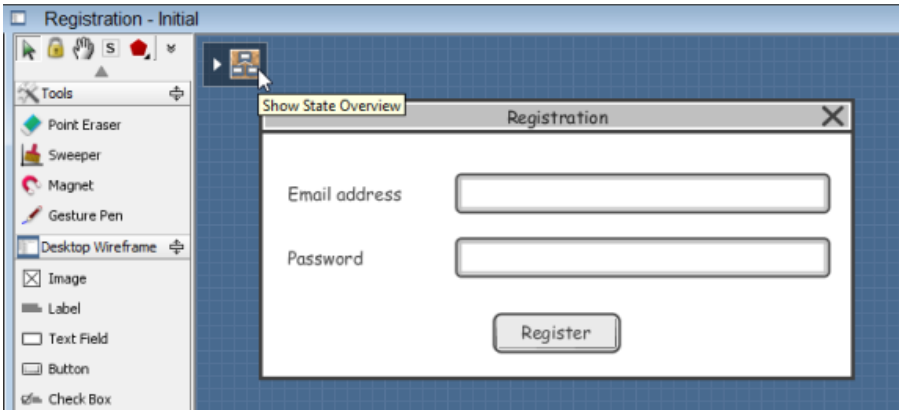 Registration - Initial
S
Tools
Show State Overview
Registration
Point Eraser
Sweeper
Magnet
Email address
Gesture Pen
Desktop Wireframe
Password
Image
Label
Text Field
Register
Button
Check Box